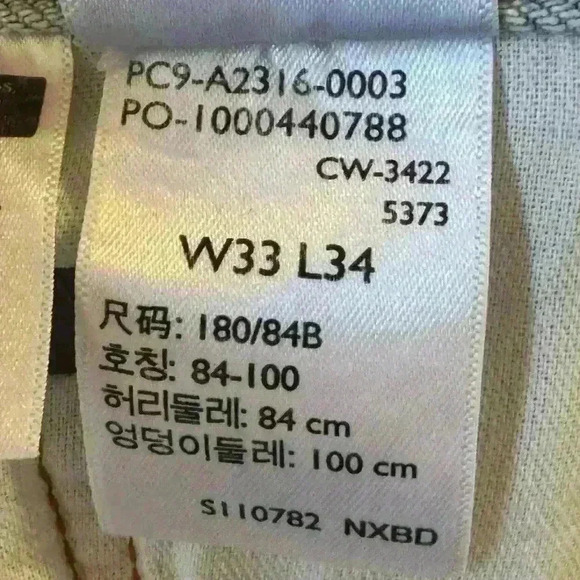 PC9-A2316-0003
PO-1000440788
CW-3422
5373
W33 L34
尺码: 180/84B
호칭: 84-100
허리둘레: 84 cm
엉덩이둘레: 100 cm
S110782 NXBD